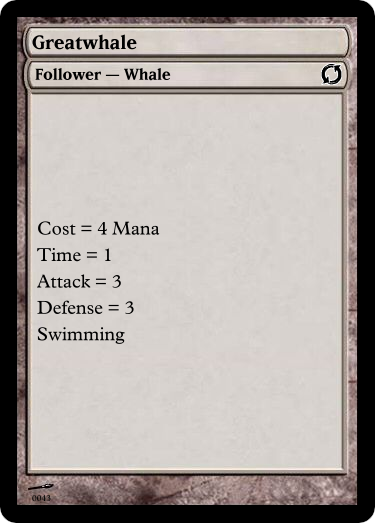 Greatwhale
Follower — Whale
Cost = 4 Mana
Time = 1
Attack = 3
Defense = 3
Swimming
0043